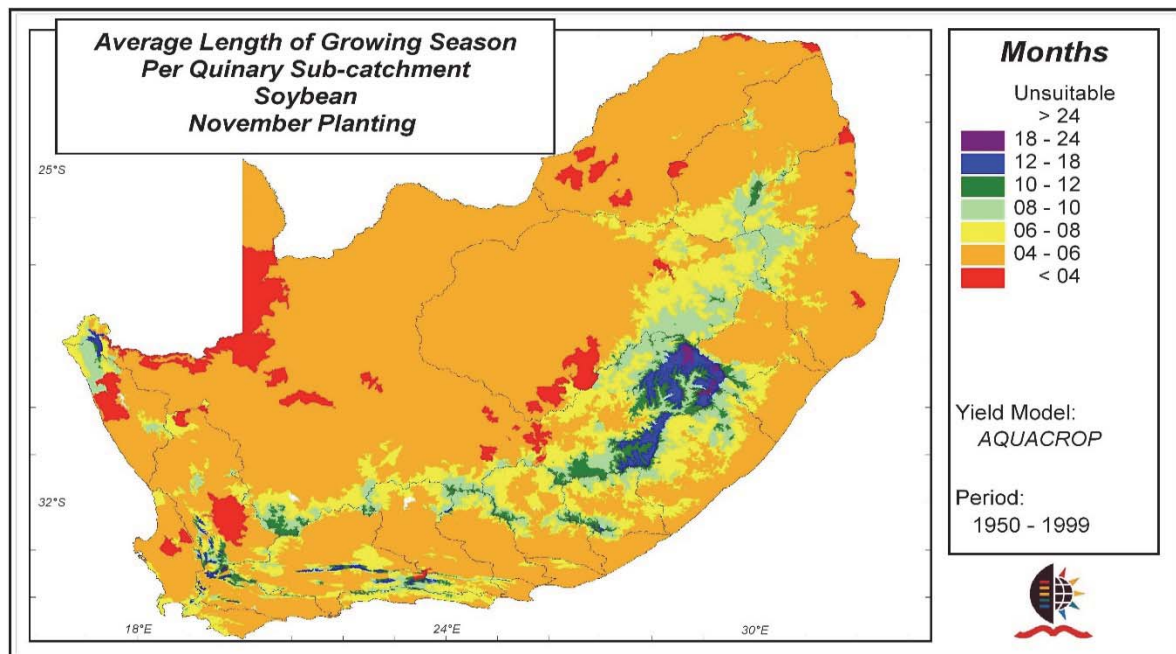 Average Length of Growing Season
Per Quinary Sub-catchment
Soybean
November Planting
25°S
32°S
18°E
24°E
30°E
Months
Unsuitable
> 24
18 - 24
12 - 18
10 - 12
08 - 10
06 - 08
04 - 06
< 04
Yield Model:
AQUACROP
Period:
1950 - 1999